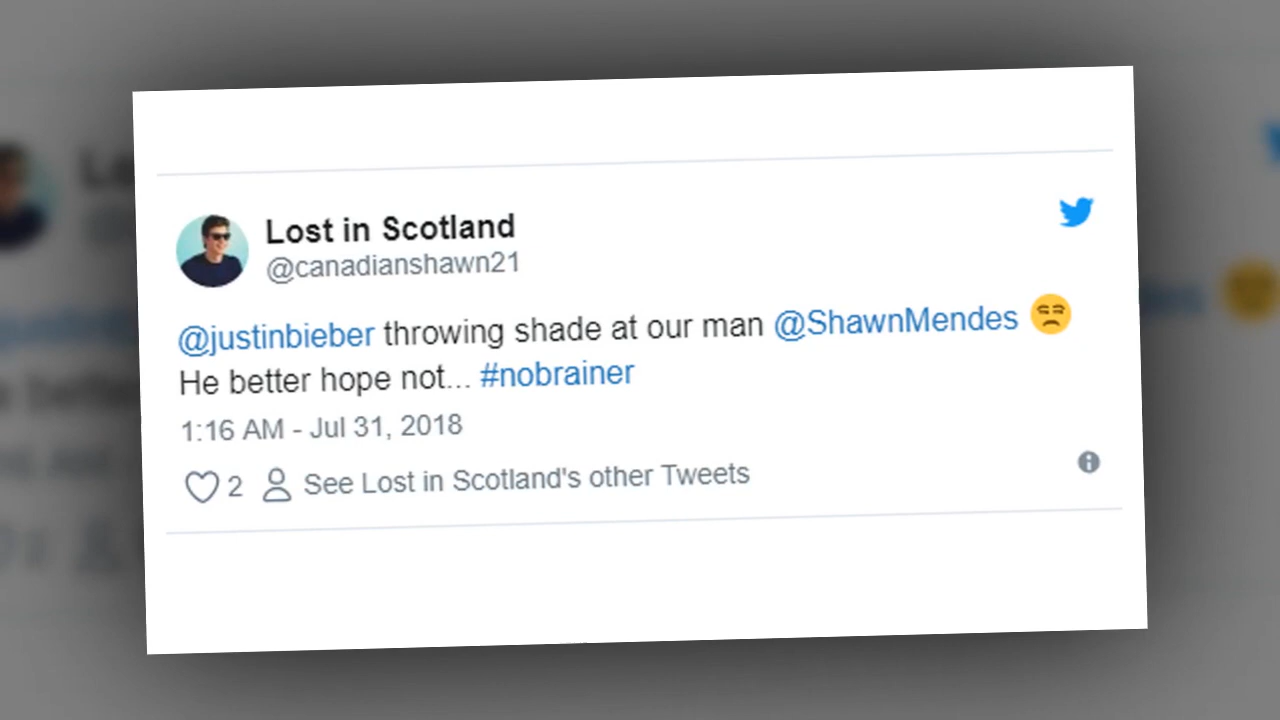 Lost in Scotland
@canadianshawn21
@justinbieber throwing shade at our man @ShawnMendes 😒
He better hope not... #nobrainer
1:16 AM - Jul 31, 2018
2 See Lost in Scotland's other Tweets